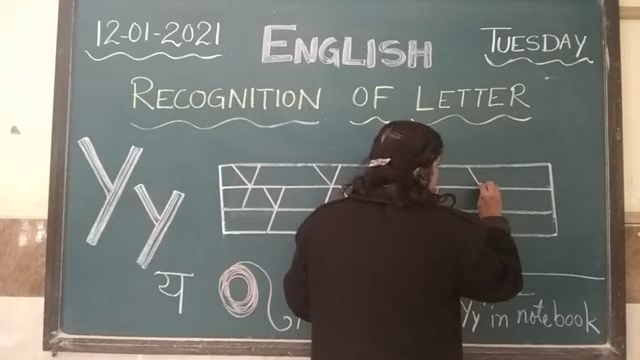 12-01-2021 ENGLISH TUESDAY
RECOGNITION OF LETTER
Yy
Y y Y
य
Yy in notebook